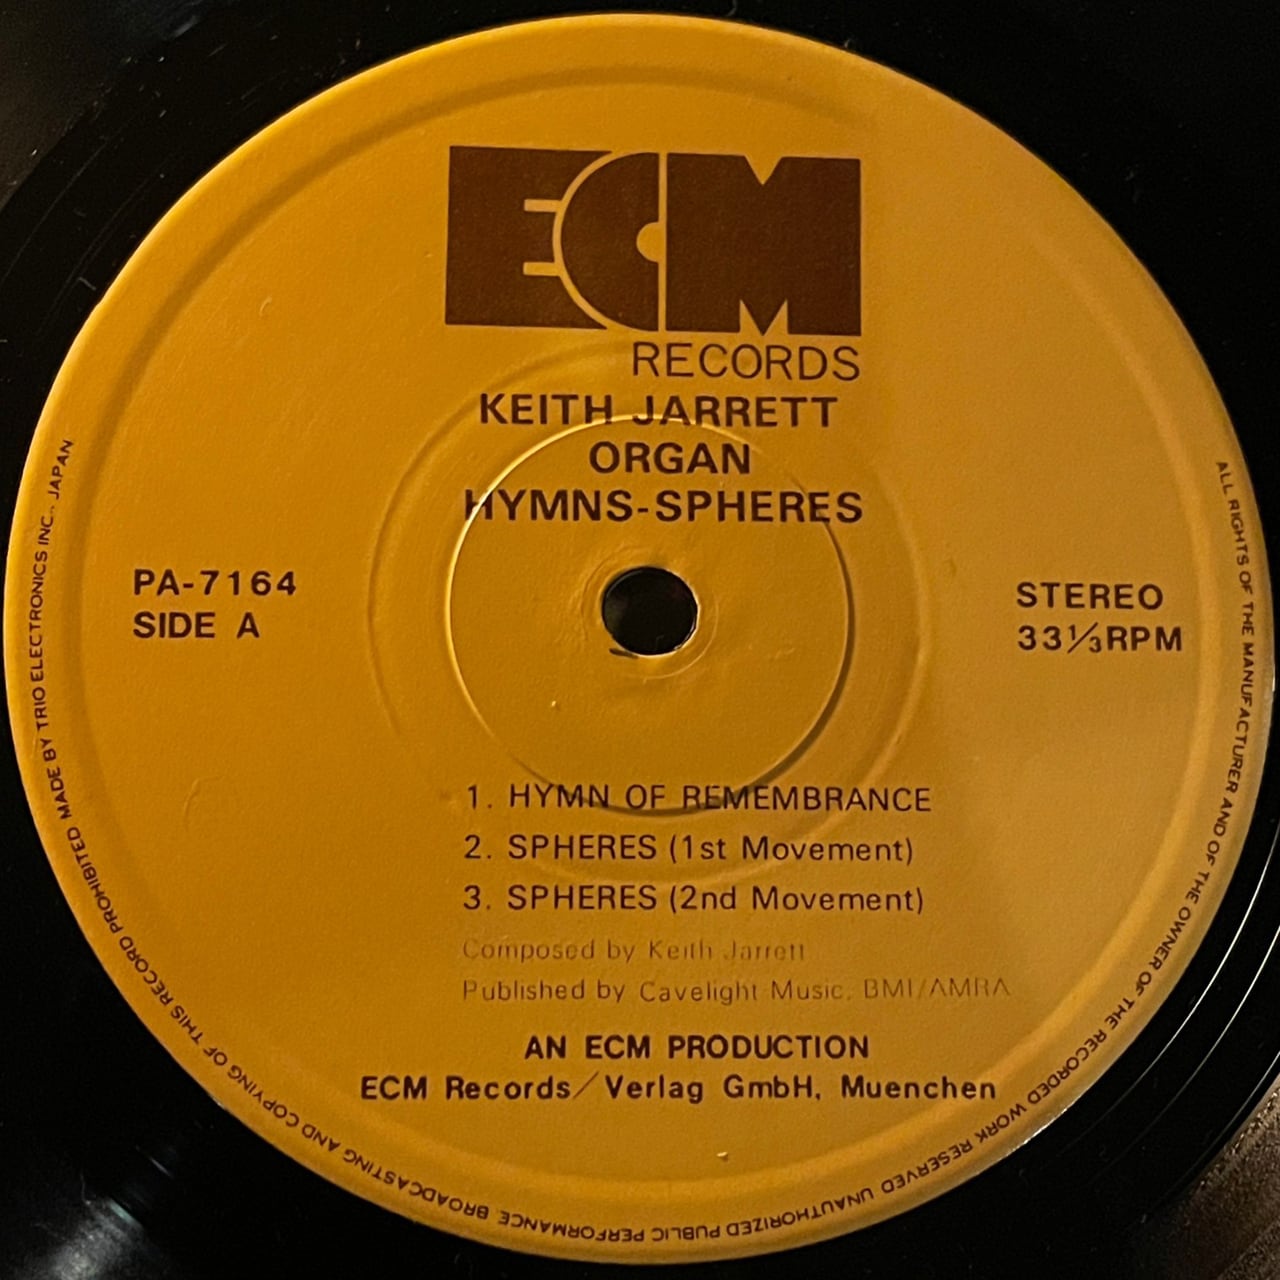 ECM
RECORDS
KEITH JARRETT
ORGAN
HYMNS-SPHERES
PA-7164
SIDE A
STEREO
33⅓RPM
1. HYMN OF REMEMBRANCE
2. SPHERES (1st Movement)
3. SPHERES (2nd Movement)
Composed by Keith Jarrett
Published by Cavelight Music, BMI/AMRA
AN ECM PRODUCTION
ECM Records/Verlag GmbH, Muenchen
ALL RIGHTS OF THE MANUFACTURER AND OF THE OWNER OF THE RECORDED WORK RESERVED UNAUTHORIZED PUBLIC PERFORMANCE BROADCASTING AND COPYING OF THIS RECORD PROHIBITED MADE BY TRIO ELECTRONICS INC., JAPAN